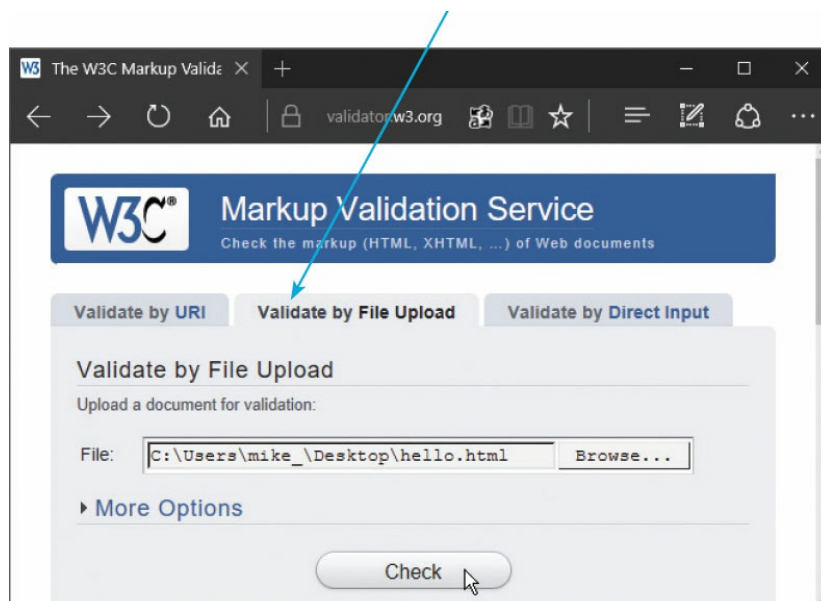 W3 The W3C Markup Valida
validator.w3.org
W3C® Markup Validation Service
Check the markup (HTML, XHTML, ...) of Web documents
Validate by URI Validate by File Upload Validate by Direct Input
Validate by File Upload
Upload a document for validation:
File: C:\Users\mike_\Desktop\hello.html Browse...
More Options
Check